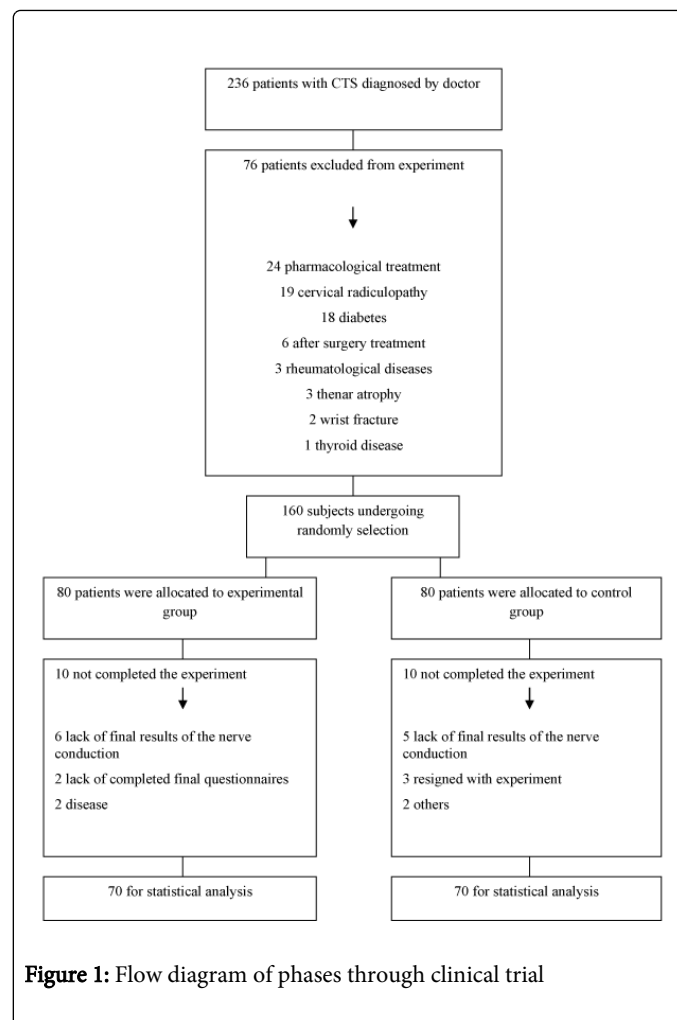 236 patients with CTS diagnosed by doctor
76 patients excluded from experiment
24 pharmacological treatment
19 cervical radiculopathy
18 diabetes
6 after surgery treatment
3 rheumatological diseases
3 thenar atrophy
2 wrist fracture
1 thyroid disease
160 subjects undergoing
randomly selection
80 patients were allocated to experimental
group
10 not completed the experiment
6 lack of final results of the nerve
conduction
2 lack of completed final questionnaires
2 disease
70 for statistical analysis
80 patients were allocated to control
group
10 not completed the experiment
5 lack of final results of the nerve
conduction
3 resigned with experiment
2 others
70 for statistical analysis
Figure 1: Flow diagram of phases through clinical trial